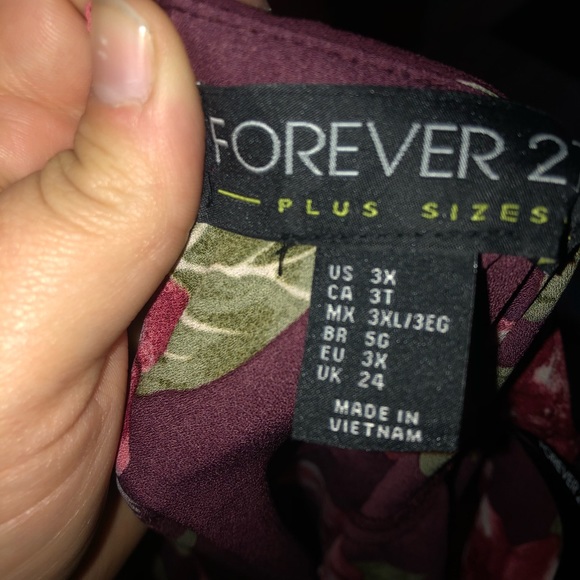 FOREVER 21
PLUS SIZES
US 3X
CA 3T
MX 3XL/3EG
BR 5G
EU 3X
UK 24
MADE IN
VIETNAM